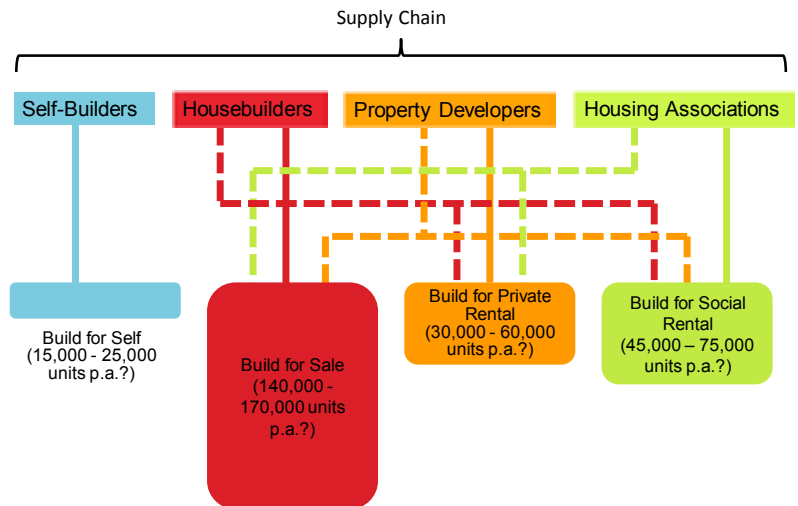 Supply Chain
Self-Builders
Housebuilders
Property Developers
Housing Associations
Build for Self
(15,000 - 25,000
units p.a.?)
Build for Sale
(140,000 -
170,000 units
p.a.?)
Build for Private
Rental
(30,000 - 60,000
units p.a.?)
Build for Social
Rental
(45,000 – 75,000
units p.a.?)